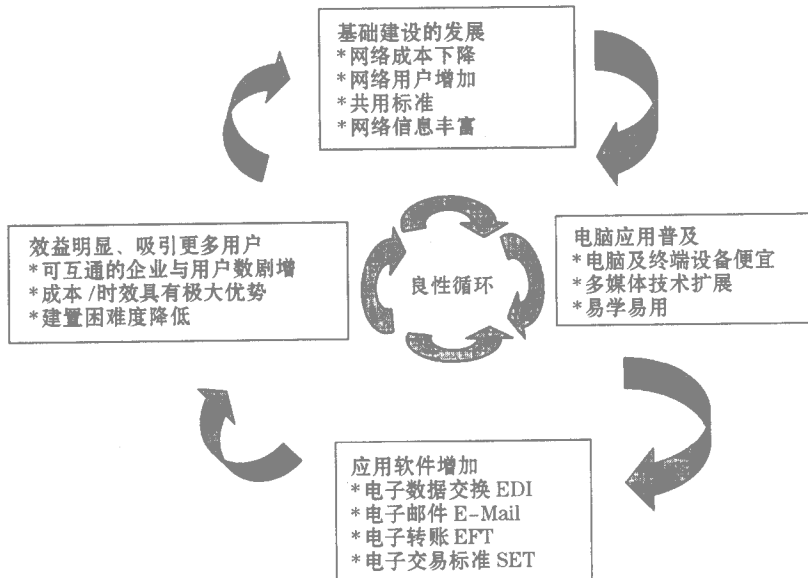 基础建设的发展
*网络成本下降
*网络用户增加
*共用标准
*网络信息丰富
效益明显、吸引更多用户
*可互通的企业与用户数剧增
*成本/时效具有极大优势
*建置困难度降低
良性循环
电脑应用普及
*电脑及终端设备便宜
*多媒体技术扩展
*易学易用
应用软件增加
*电子数据交换 EDI
*电子邮件 E-Mail
*电子转账 EFT
*电子交易标准 SET